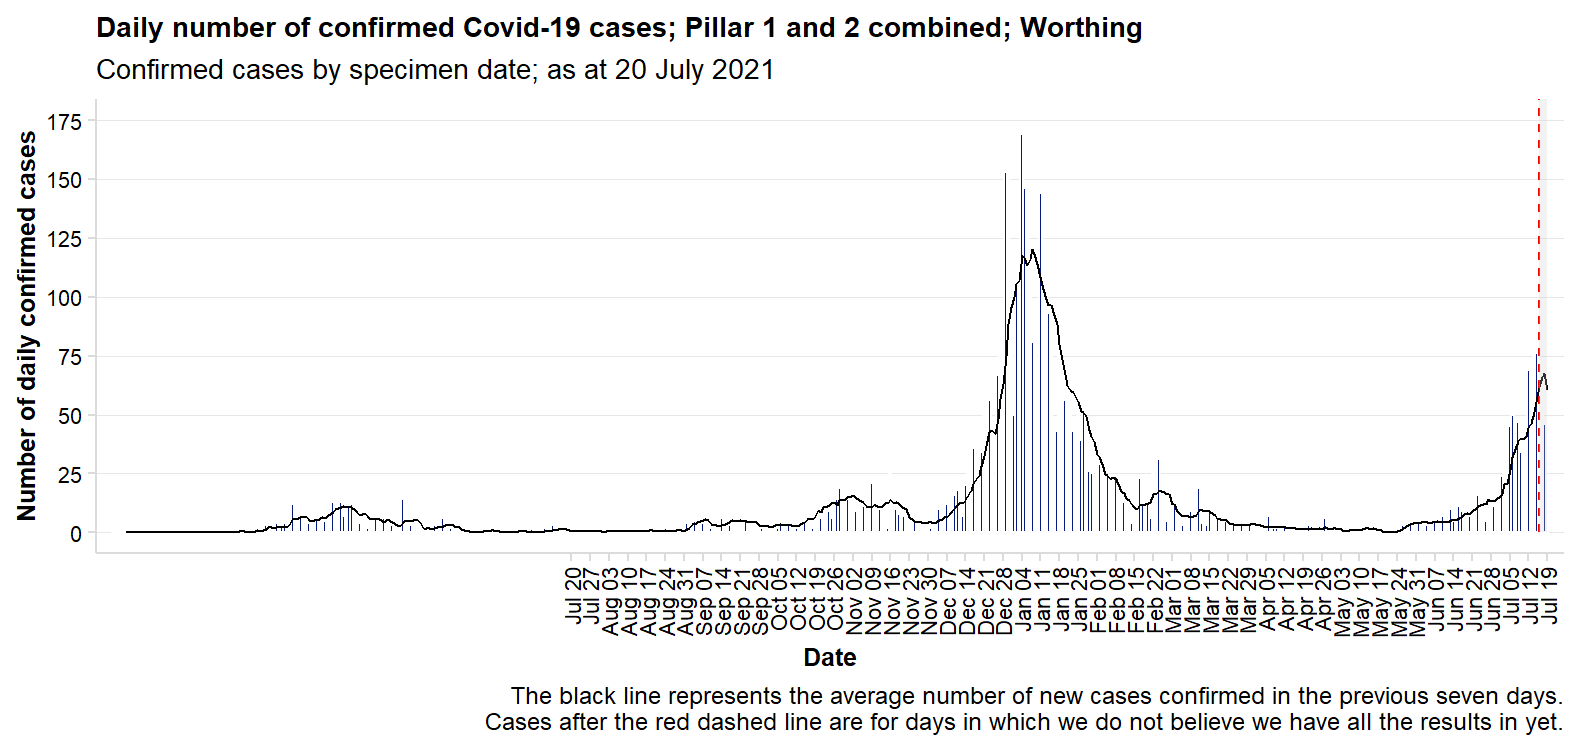 Daily number of confirmed Covid-19 cases; Pillar 1 and 2 combined; Worthing
Confirmed cases by specimen date; as at 20 July 2021
Number of daily confirmed cases
175
150
125
100
75
50
25
0
Jul 20
Jul 27
Aug 03
Aug 10
Aug 17
Aug 24
Aug 31
Sep 07
Sep 14
Sep 21
Sep 28
Oct 05
Oct 12
Oct 19
Oct 26
Nov 02
Nov 09
Nov 16
Nov 23
Nov 30
Dec 07
Dec 14
Dec 21
Dec 28
Jan 04
Jan 11
Jan 18
Jan 25
Feb 01
Feb 08
Feb 15
Feb 22
Mar 01
Mar 08
Mar 15
Mar 22
Mar 29
Apr 05
Apr 12
Apr 19
Apr 26
May 03
May 10
May 17
May 24
May 31
Jun 07
Jun 14
Jun 21
Jun 28
Jul 05
Jul 12
Jul 19
Date
The black line represents the average number of new cases confirmed in the previous seven days.
Cases after the red dashed line are for days in which we do not believe we have all the results in yet.